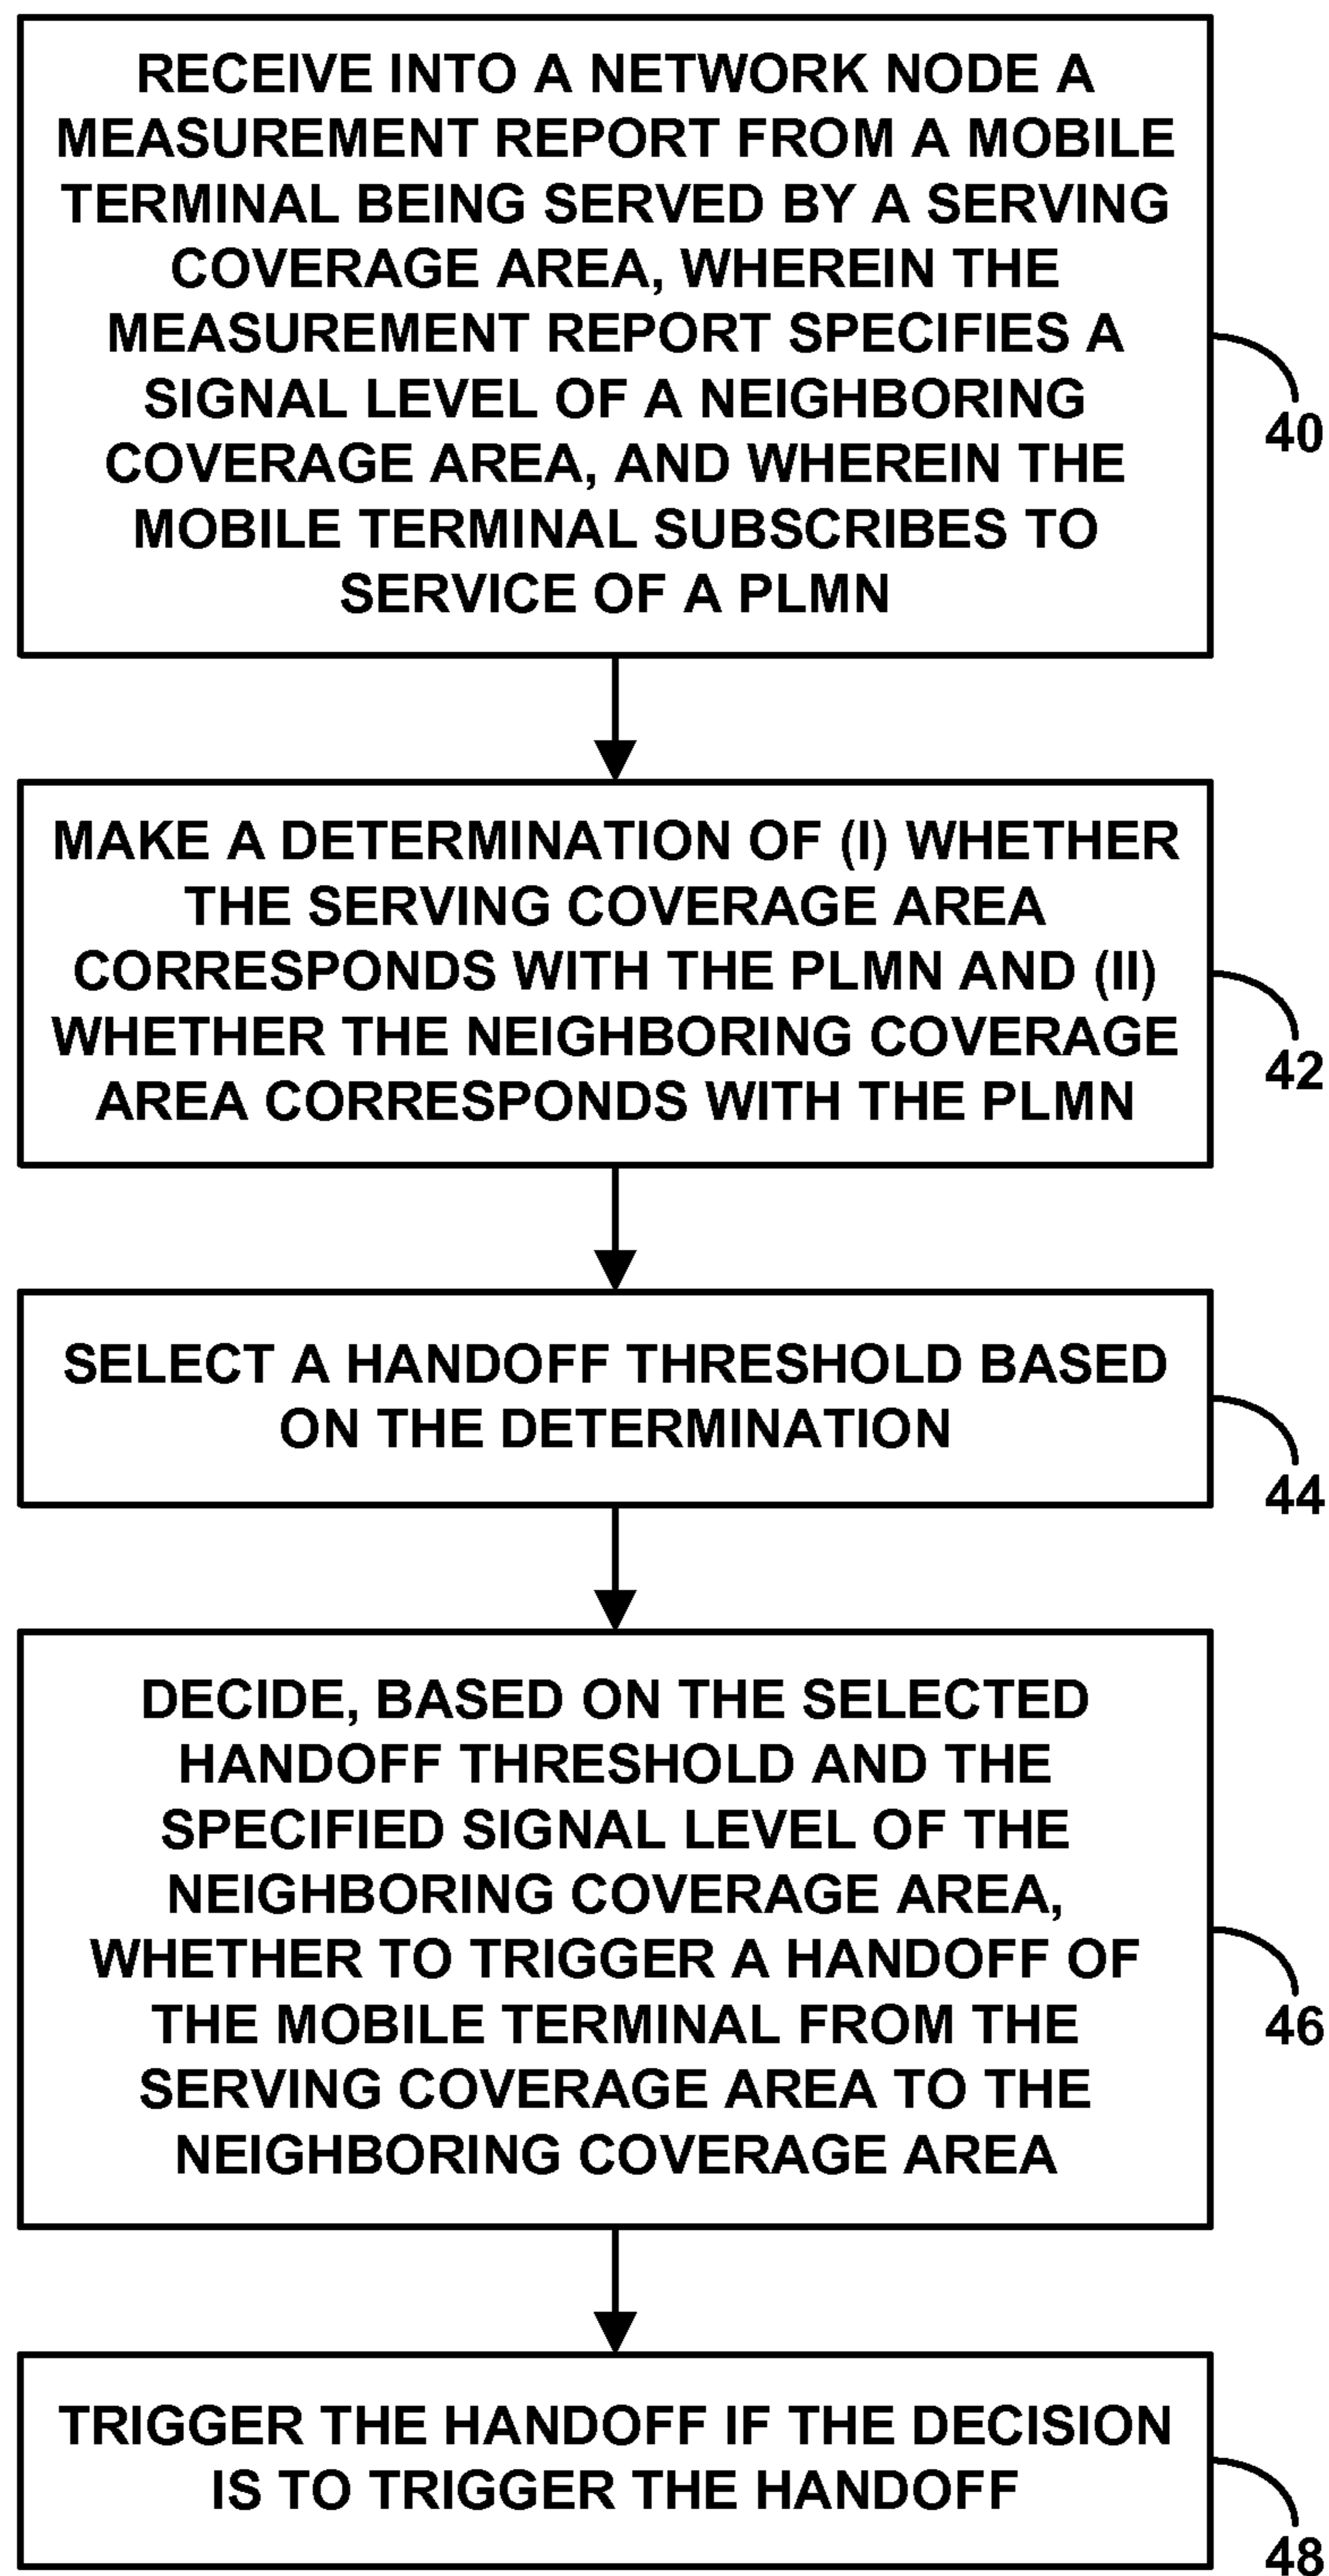 RECEIVE INTO A NETWORK NODE A
MEASUREMENT REPORT FROM A MOBILE
TERMINAL BEING SERVED BY A SERVING
COVERAGE AREA, WHEREIN THE
MEASUREMENT REPORT SPECIFIES A
SIGNAL LEVEL OF A NEIGHBORING
COVERAGE AREA, AND WHEREIN THE
MOBILE TERMINAL SUBSCRIBES TO
SERVICE OF A PLMN
40
MAKE A DETERMINATION OF (I) WHETHER
THE SERVING COVERAGE AREA
CORRESPONDS WITH THE PLMN AND (II)
WHETHER THE NEIGHBORING COVERAGE
AREA CORRESPONDS WITH THE PLMN
42
SELECT A HANDOFF THRESHOLD BASED
ON THE DETERMINATION
44
DECIDE, BASED ON THE SELECTED
HANDOFF THRESHOLD AND THE
SPECIFIED SIGNAL LEVEL OF THE
NEIGHBORING COVERAGE AREA,
WHETHER TO TRIGGER A HANDOFF OF
THE MOBILE TERMINAL FROM THE
SERVING COVERAGE AREA TO THE
NEIGHBORING COVERAGE AREA
46
TRIGGER THE HANDOFF IF THE DECISION
IS TO TRIGGER THE HANDOFF
48